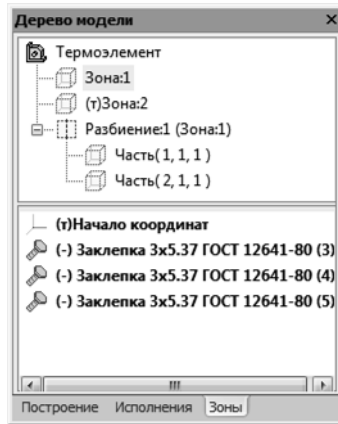 Дерево модели
Термоэлемент
Зона:1
(т)Зона:2
Разбиение:1 (Зона:1)
Часть( 1, 1, 1 )
Часть( 2, 1, 1 )
(т)Начало координат
(-) Заклепка 3x5.37 ГОСТ 12641-80 (3)
(-) Заклепка 3x5.37 ГОСТ 12641-80 (4)
(-) Заклепка 3x5.37 ГОСТ 12641-80 (5)
Построение Исполнения Зоны